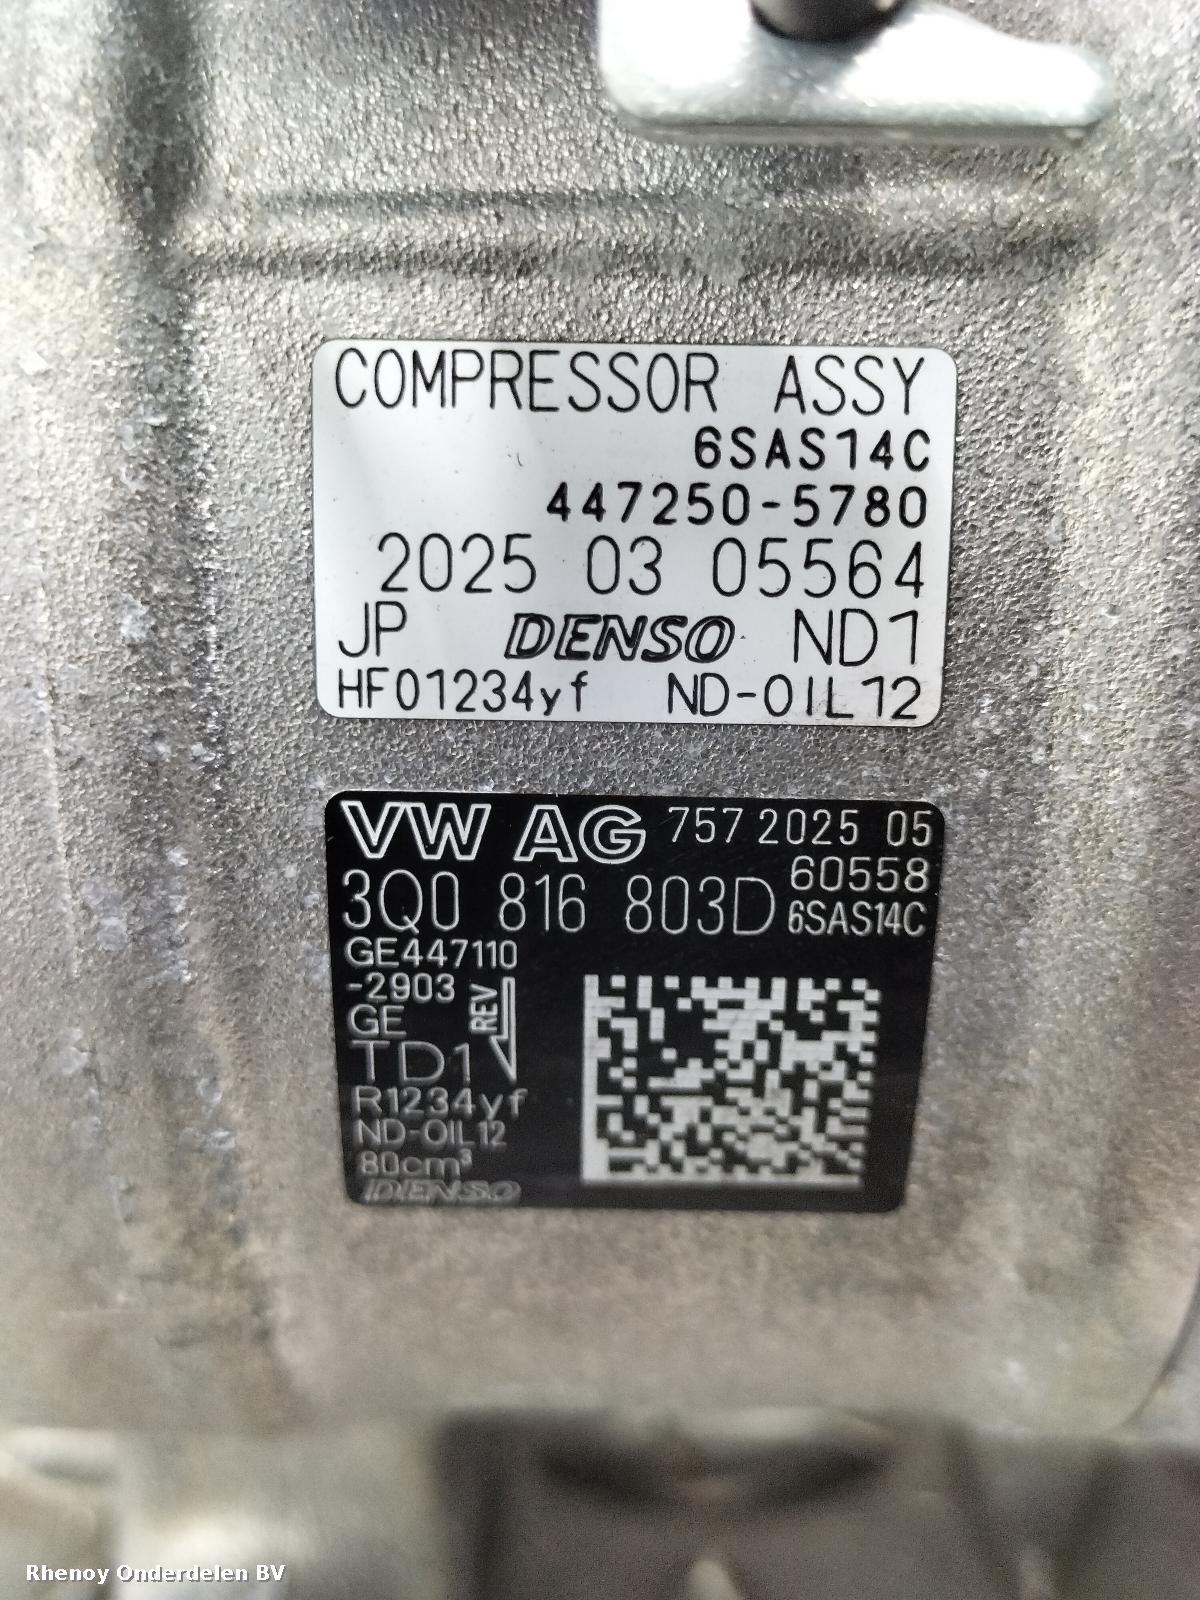 COMPRESSOR ASSY
6SAS14C
447250-5780
2025 03 05564
JP DENSO ND1
HF01234yf ND-OIL12
VW AG 757 2025 05
60558
3Q0 816 803D 6SAS14C
GE447110
-2903
GE
REV
TD1
R1234yf
ND-OIL12
80cm³
DENSO
Rhenoy Onderdelen BV